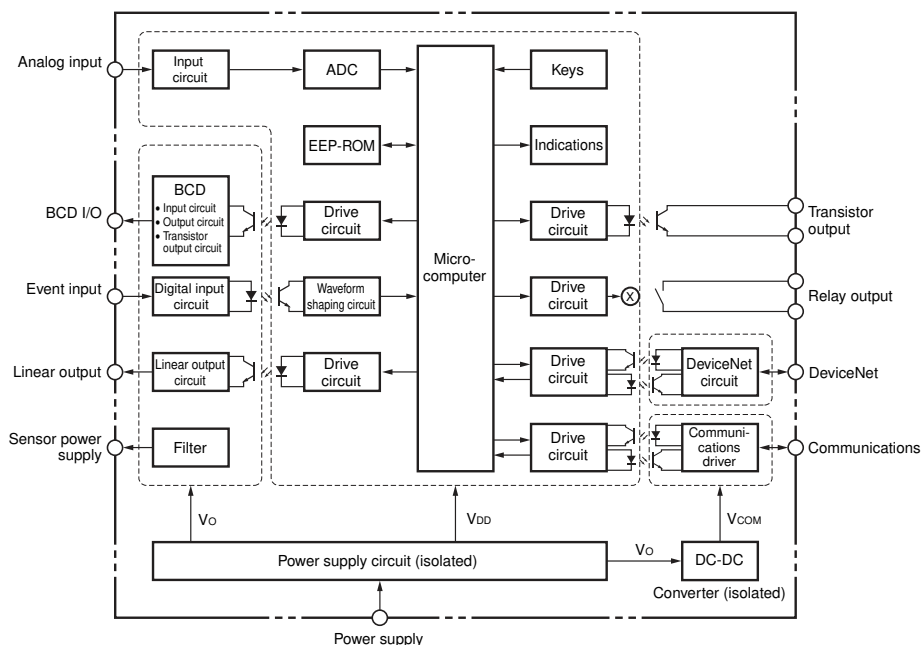 Analog input
Input
circuit
ADC
Keys
EEP-ROM
Indications
BCD I/O
BCD
• Input circuit
• Output circuit
• Transistor
output circuit
Drive
circuit
Micro-
computer
Drive
circuit
Transistor
output
Event input
Digital input
circuit
Waveform
shaping circuit
Drive
circuit
X
Relay output
Linear output
Linear output
circuit
Drive
circuit
Drive
circuit
DeviceNet
circuit
DeviceNet
Sensor power
supply
Filter
Drive
circuit
Communi-
cations
driver
Communications
VO
VDD
VCOM
Power supply circuit (isolated)
VO
DC-DC
Converter (isolated)
Power supply